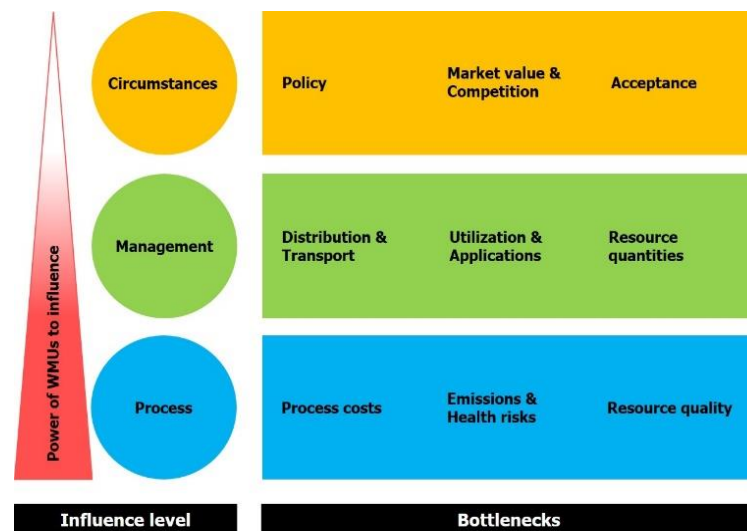 Power of WMUs to influence
Circumstances
Policy
Market value &
Competition
Acceptance
Management
Distribution &
Transport
Utilization &
Applications
Resource
quantities
Process
Process costs
Emissions &
Health risks
Resource quality
Influence level
Bottlenecks